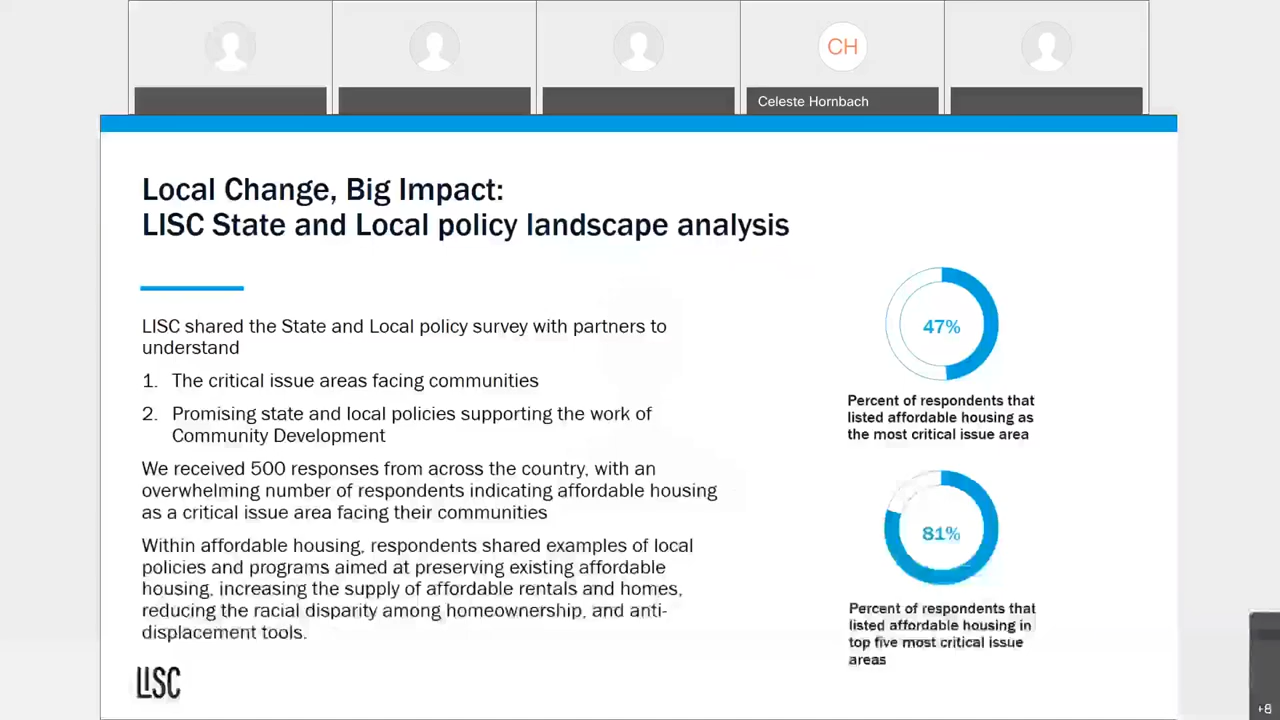 CH
Celeste Hornbach
Local Change, Big Impact:
LISC State and Local policy landscape analysis
LISC shared the State and Local policy survey with partners to
understand
1. The critical issue areas facing communities
2. Promising state and local policies supporting the work of
Community Development
We received 500 responses from across the country, with an
overwhelming number of respondents indicating affordable housing
as a critical issue area facing their communities
Within affordable housing, respondents shared examples of local
policies and programs aimed at preserving existing affordable
housing, increasing the supply of affordable rentals and homes,
reducing the racial disparity among homeownership, and anti-
displacement tools.
LISC
47%
Percent of respondents that
listed affordable housing as
the most critical issue area
81%
Percent of respondents that
listed affordable housing in
top five most critical issue
areas
+8